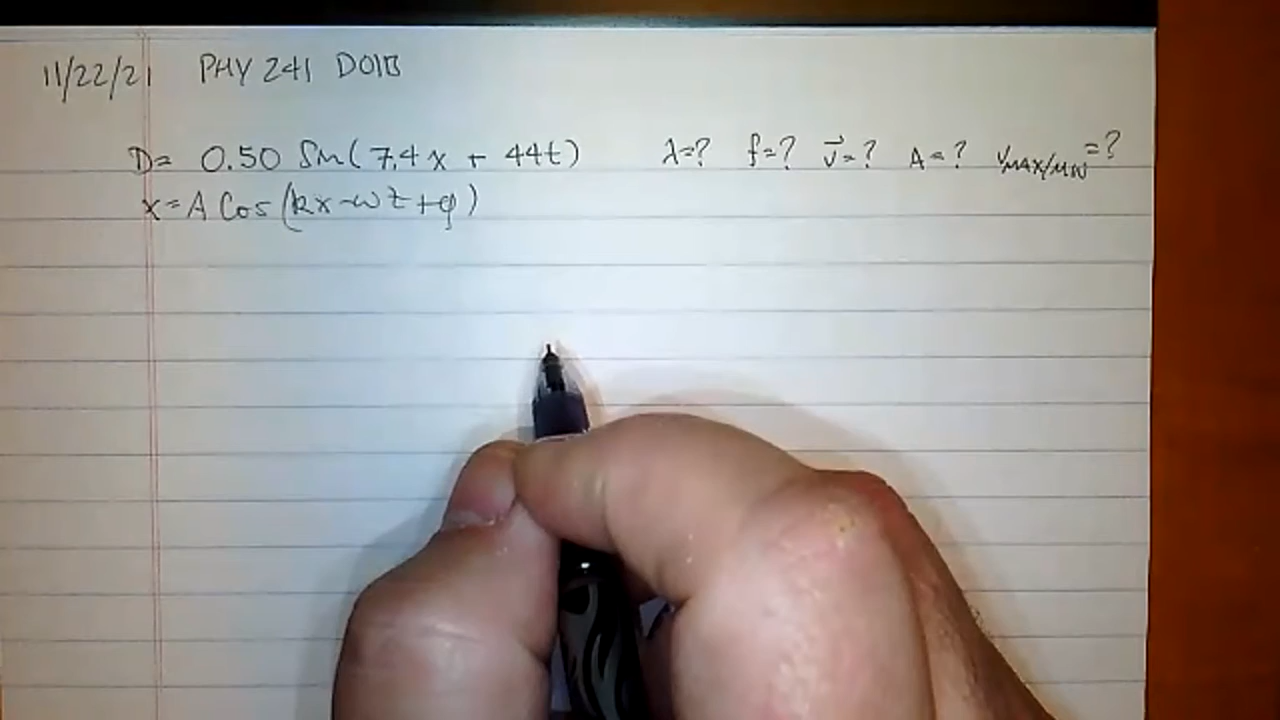 11/22/21 PHY 241 D01B
D= 0.50 Sin(7.4x + 44t) λ=? f=? v⃗=? A=? VMAX/MIN=?
x=A Cos(kx-ωt+φ)